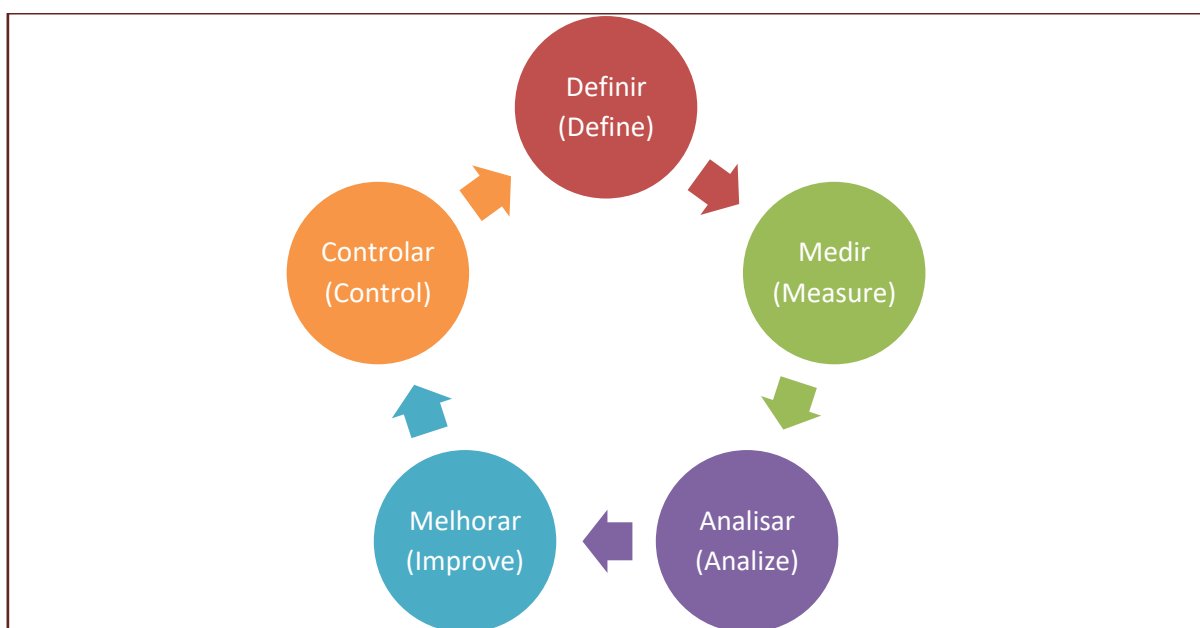 Definir
(Define)
Medir
(Measure)
Analisar
(Analize)
Melhorar
(Improve)
Controlar
(Control)